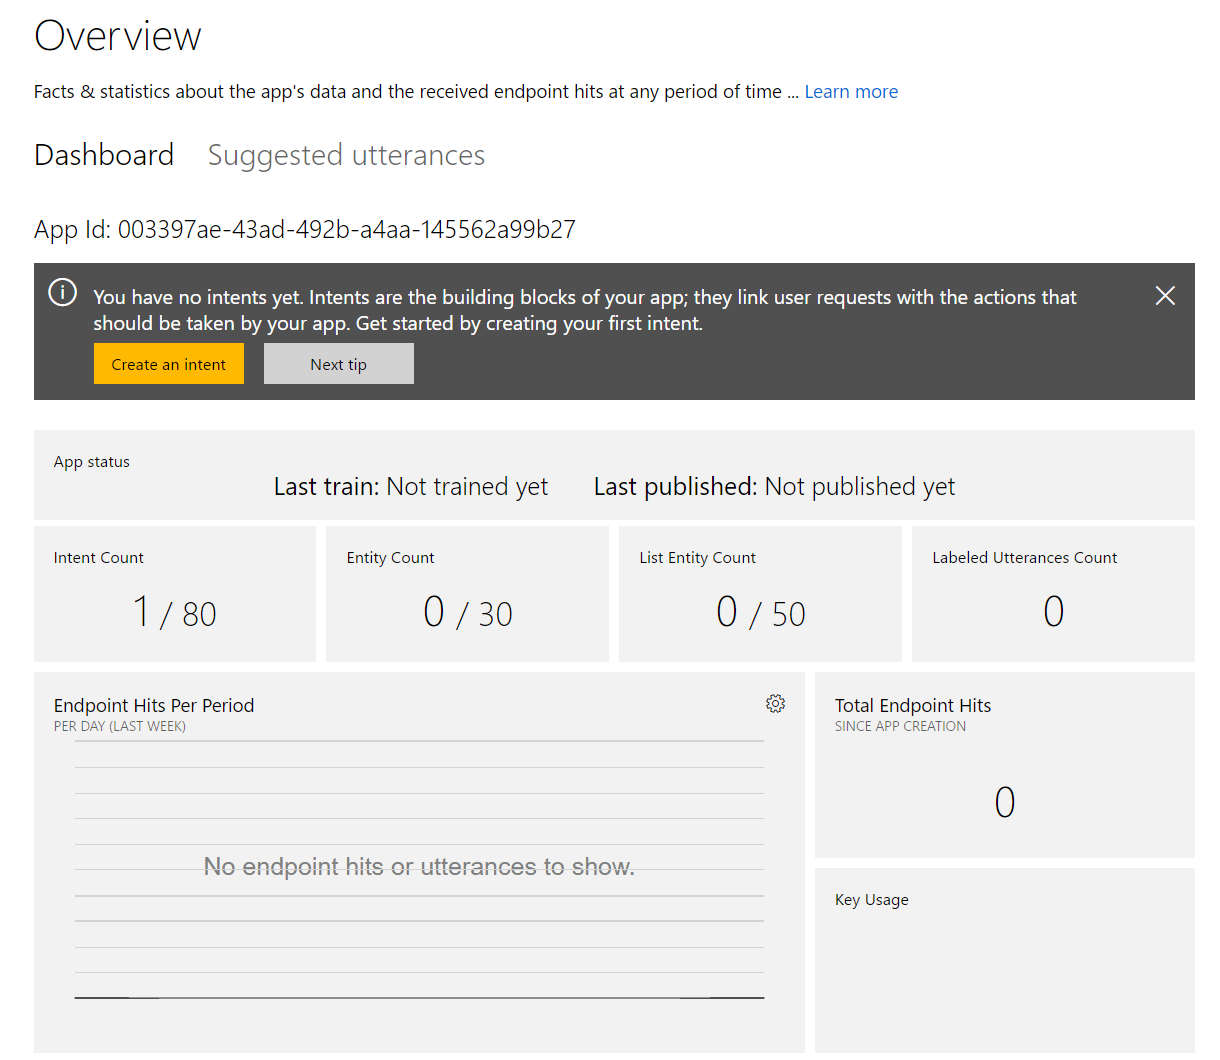 Overview
Facts & statistics about the app's data and the received endpoint hits at any period of time ... Learn more
Dashboard Suggested utterances
App Id: 003397ae-43ad-492b-a4aa-145562a99b27
You have no intents yet. Intents are the building blocks of your app; they link user requests with the actions that
should be taken by your app. Get started by creating your first intent.
Create an intent Next tip
App status
Last train: Not trained yet Last published: Not published yet
Intent Count
1 / 80
Entity Count
0 / 30
List Entity Count
0 / 50
Labeled Utterances Count
0
Endpoint Hits Per Period
PER DAY (LAST WEEK)
No endpoint hits or utterances to show.
Total Endpoint Hits
SINCE APP CREATION
0
Key Usage